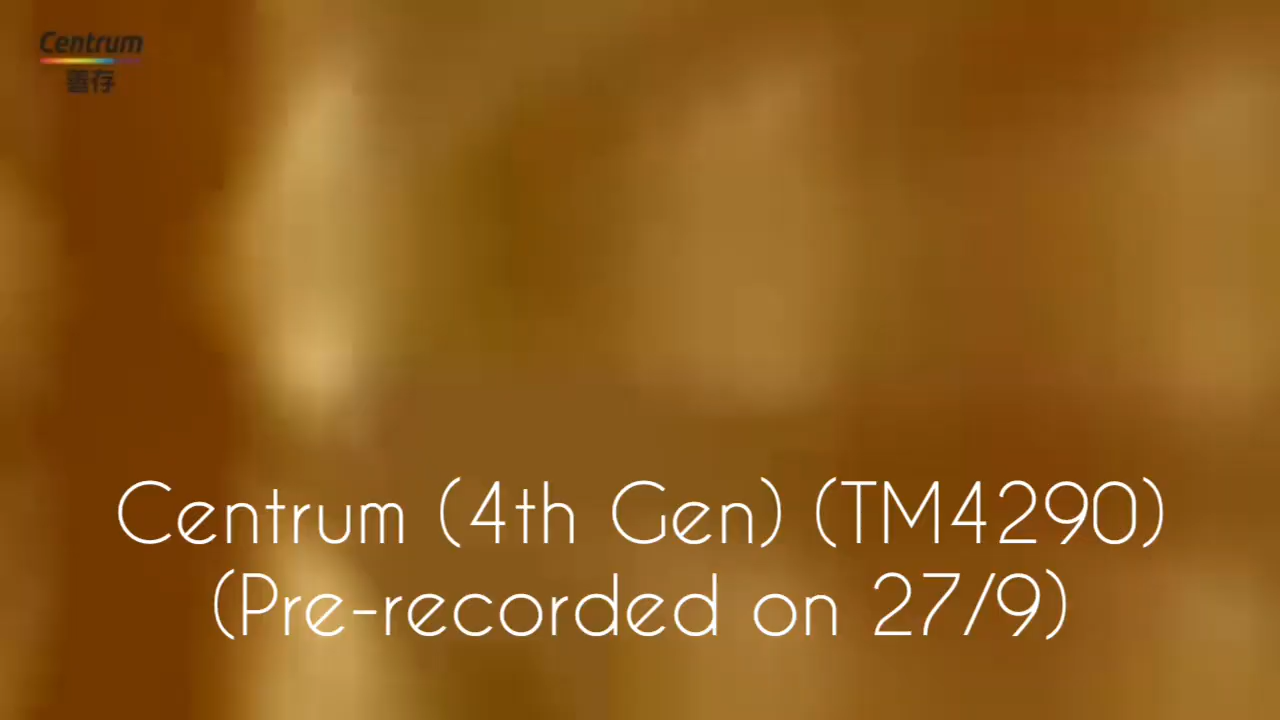 Centrum
善存
Centrum (4th Gen) (TM4290)
(Pre-recorded on 27/9)